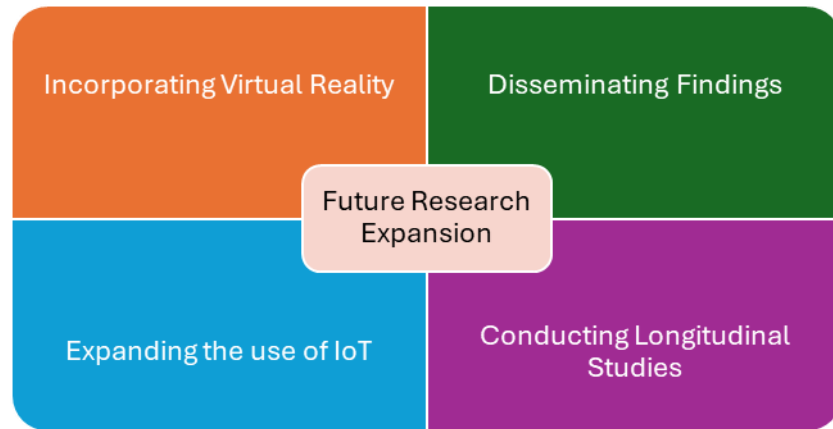 Incorporating Virtual Reality
Disseminating Findings
Future Research
Expansion
Expanding the use of IoT
Conducting Longitudinal
Studies